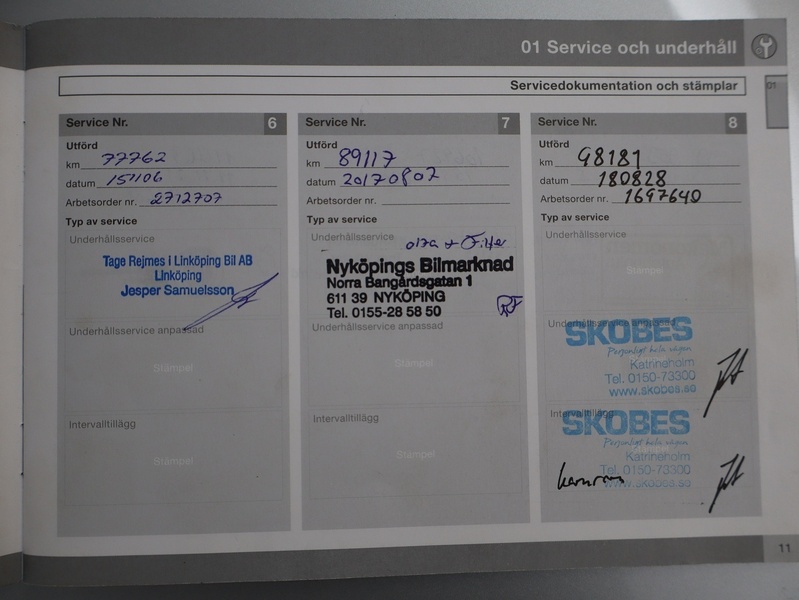 01 Service och underhåll
Servicedokumentation och stämplar
01
Service Nr. 6
Utförd
km 77762
datum 151106
Arbetsorder nr. 2712707
Typ av service
Underhållsservice
Tage Rejmes i Linköping Bil AB
Linköping
Jesper Samuelsson
Underhållsservice anpassad
Stämpel
Intervalltillägg
Stämpel
Service Nr. 7
Utförd
km 89117
datum 20170802
Arbetsorder nr.
Typ av service
Underhållsservice
olja + Filter
Nyköpings Bilmarknad
Norra Bangårdsgatan 1
611 39 NYKÖPING
Tel. 0155-28 58 50
Underhållsservice anpassad
Stämpel
Intervalltillägg
Stämpel
Service Nr. 8
Utförd
km 98181
datum 180828
Arbetsorder nr. 1697640
Typ av service
Underhållsservice
Stämpel
Underhållsservice anpassad
SKOBES
Personligt hela vägen
Katrineholm
Tel. 0150-73300
www.skobes.se
Intervalltillägg
SKOBES
Personligt hela vägen
Katrineholm
Tel. 0150-73300
www.skobes.se
11